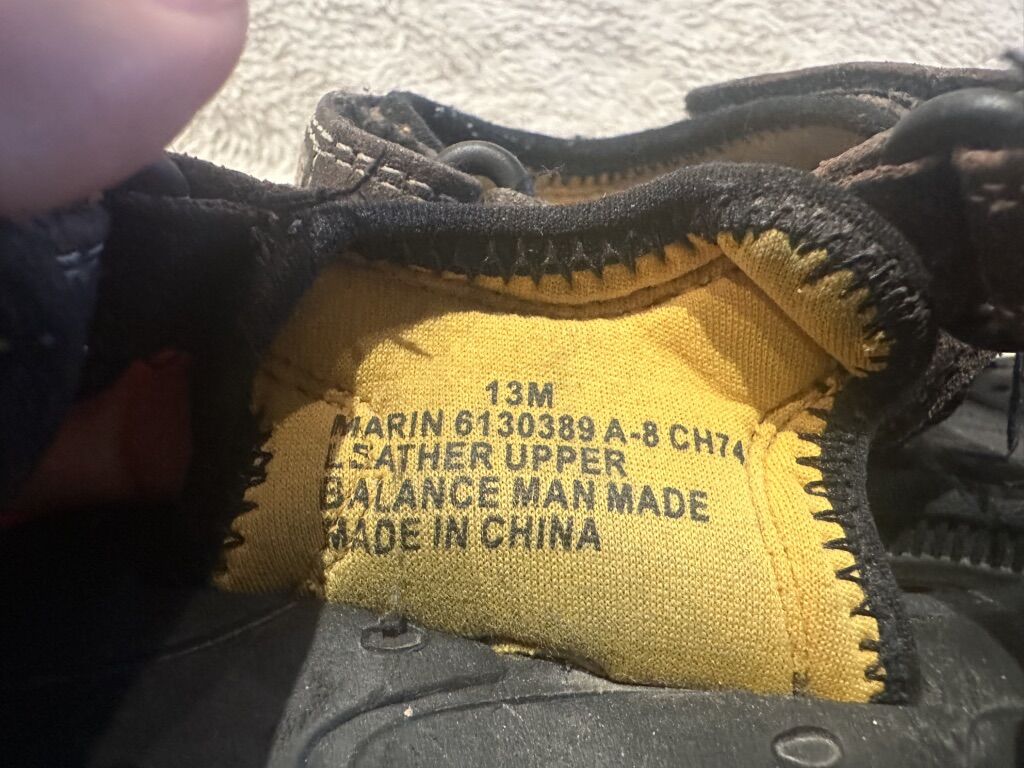 13M
MARIN 6130389 A-8 CH74
LEATHER UPPER
BALANCE MAN MADE
MADE IN CHINA